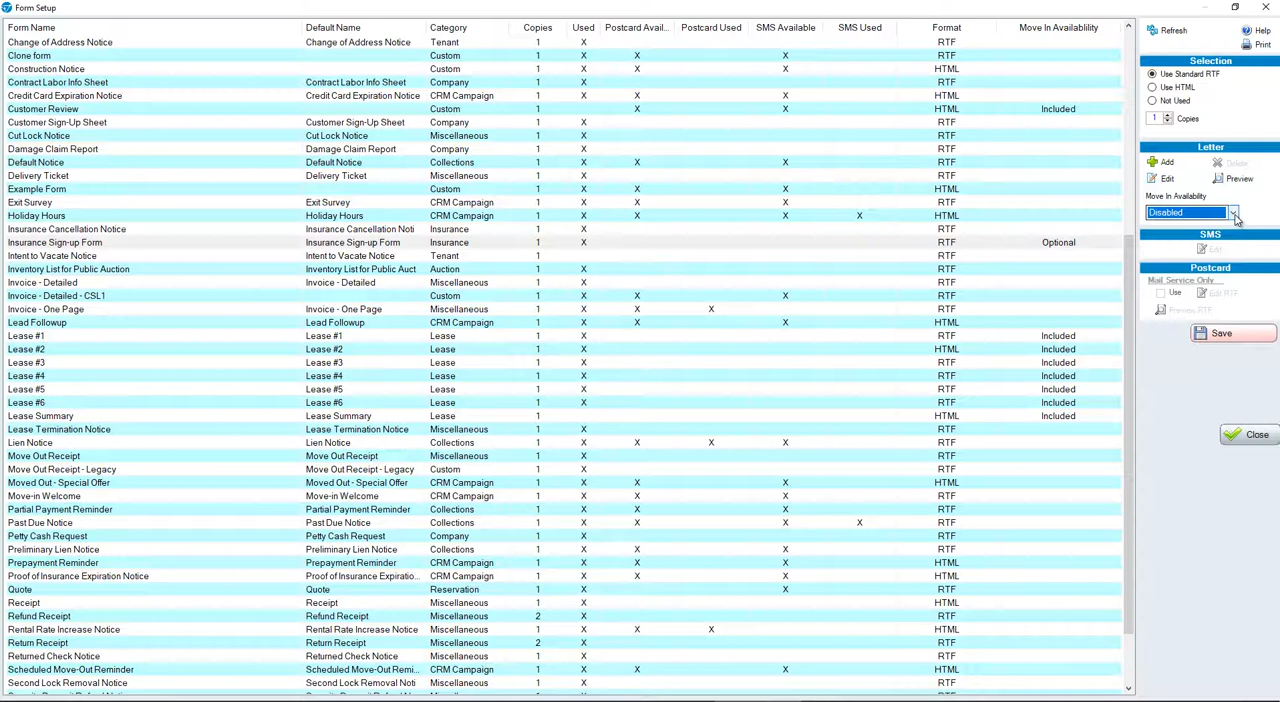 Form Setup
Form Name Default Name Category Copies Used Postcard Avail... Postcard Used SMS Available SMS Used Format Move In Availablility
Change of Address Notice Change of Address Notice Tenant 1 X RTF
Clone form Custom 1 X X X RTF
Construction Notice Custom 1 X X HTML
Contract Labor Info Sheet Contract Labor Info Sheet Company 1 X RTF
Credit Card Expiration Notice Credit Card Expiration Notice CRM Campaign 1 X X X HTML
Customer Review Custom 1 X X HTML Included
Customer Sign-Up Sheet Customer Sign-Up Sheet Company 1 X RTF
Cut Lock Notice Cut Lock Notice Miscellaneous 1 X RTF
Damage Claim Report Damage Claim Report Company 1 X RTF
Default Notice Default Notice Collections 1 X X X RTF
Delivery Ticket Delivery Ticket Miscellaneous 1 X RTF
Example Form Custom 1 X X HTML
Exit Survey Exit Survey CRM Campaign 1 X X X RTF
Holiday Hours Holiday Hours CRM Campaign 1 X X X X HTML
Insurance Cancellation Notice Insurance Cancellation Noti Insurance 1 X RTF
Insurance Sign-up Form Insurance Sign-up Form Insurance 1 X RTF Optional
Intent to Vacate Notice Intent to Vacate Notice Tenant 1 RTF
Inventory List for Public Auction Inventory List for Public Auct Auction 1 X RTF
Invoice - Detailed Invoice - Detailed Miscellaneous 1 X RTF
Invoice - Detailed - CSL1 Custom 1 X X X RTF
Invoice - One Page Invoice - One Page Miscellaneous 1 X X X RTF
Lead Followup Lead Followup CRM Campaign 1 X X X HTML
Lease #1 Lease #1 Lease 1 X RTF Included
Lease #2 Lease #2 Lease 1 X HTML Included
Lease #3 Lease #3 Lease 1 X RTF Included
Lease #4 Lease #4 Lease 1 X RTF Included
Lease #5 Lease #5 Lease 1 X RTF Included
Lease #6 Lease #6 Lease 1 X RTF Included
Lease Summary Lease Summary Lease 1 HTML Included
Lease Termination Notice Lease Termination Notice Miscellaneous 1 X RTF
Lien Notice Lien Notice Collections 1 X X X X RTF
Move Out Receipt Move Out Receipt Miscellaneous 1 X RTF
Move Out Receipt - Legacy Move Out Receipt - Legacy Custom 1 X RTF
Moved Out - Special Offer Moved Out - Special Offer CRM Campaign 1 X X X HTML
Move-in Welcome Move-in Welcome CRM Campaign 1 X X X RTF
Partial Payment Reminder Partial Payment Reminder Collections 1 X X X RTF
Past Due Notice Past Due Notice Collections 1 X X X X HTML
Petty Cash Request Petty Cash Request Company 1 X RTF
Preliminary Lien Notice Preliminary Lien Notice Collections 1 X X X RTF
Prepayment Reminder Prepayment Reminder CRM Campaign 1 X X X HTML
Proof of Insurance Expiration Notice Proof of Insurance Expiratio... CRM Campaign 1 X X X HTML
Quote Quote Reservation 1 X X RTF
Receipt Receipt Miscellaneous 1 X HTML
Refund Receipt Refund Receipt Miscellaneous 2 X RTF
Rental Rate Increase Notice Rental Rate Increase Notice Miscellaneous 1 X X X HTML
Return Receipt Return Receipt Miscellaneous 2 X RTF
Returned Check Notice Returned Check Notice Miscellaneous 1 X RTF
Scheduled Move-Out Reminder Scheduled Move-Out Remi... CRM Campaign 1 X X X HTML
Second Lock Removal Notice Second Lock Removal Noti Miscellaneous 1 X RTF
Refresh Help
Print
Selection
Use Standard RTF
Use HTML
Not Used
1 Copies
Letter
Add Delete
Edit Preview
Move In Availability
Disabled
SMS
Edit
Postcard
Mail Service Only
Use Edit RTF
Preview RTF
Save
Close